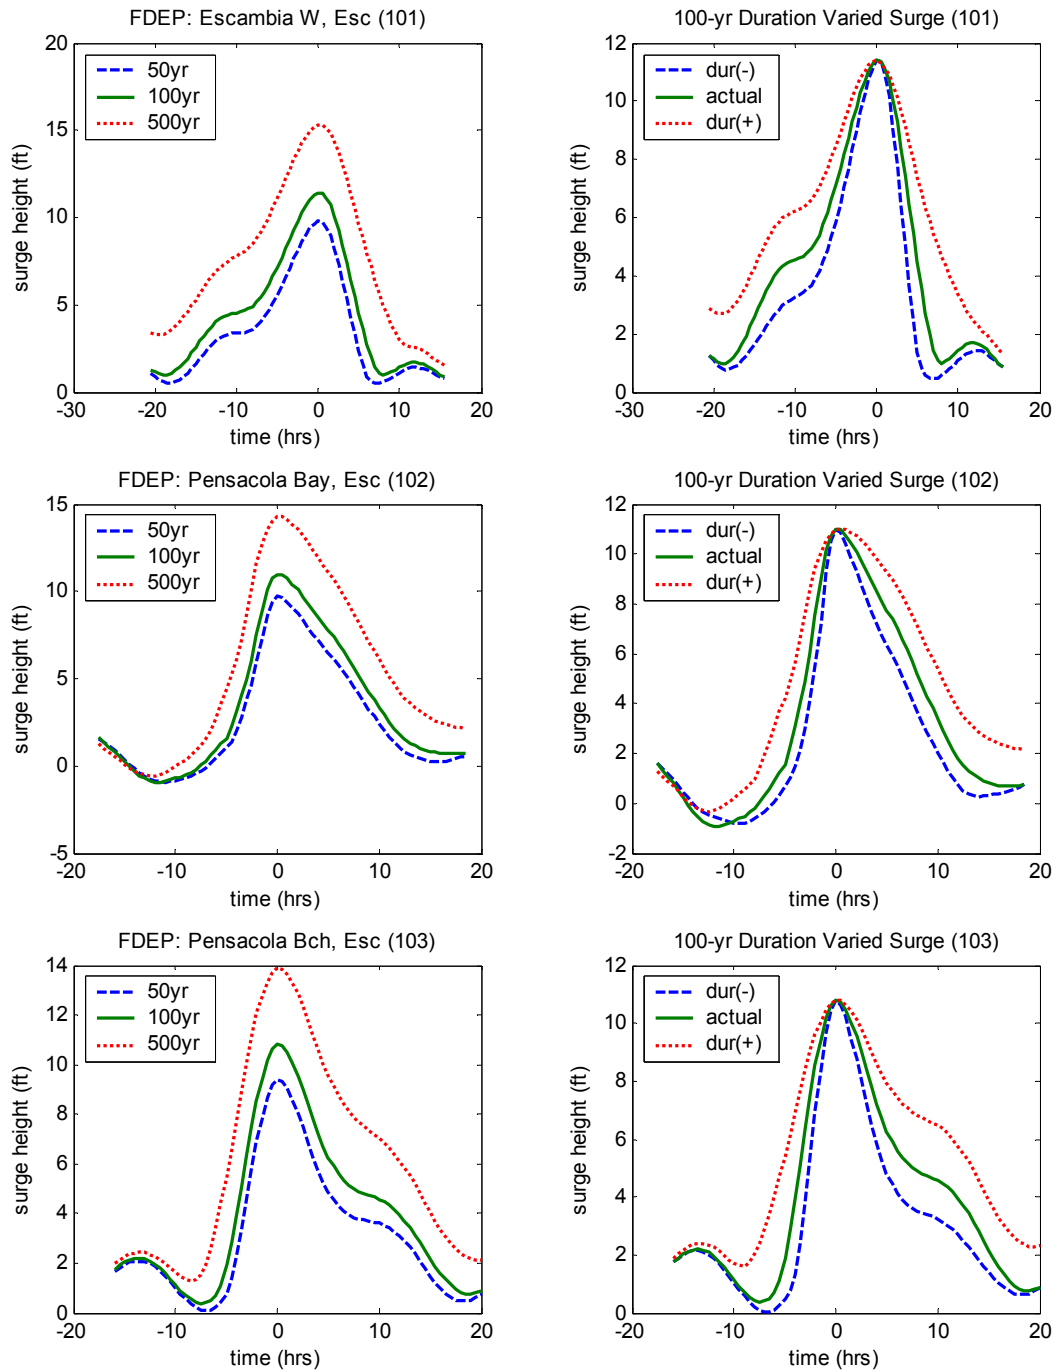 FDEP: Escambia W, Esc (101)
20
15
10
5
0
surge height (ft)
50yr
100yr
500yr
-30 -20 -10 0 10 20
time (hrs)
100-yr Duration Varied Surge (101)
12
10
8
6
4
2
0
surge height (ft)
dur(-)
actual
dur(+)
-30 -20 -10 0 10 20
time (hrs)
FDEP: Pensacola Bay, Esc (102)
15
10
5
0
-5
surge height (ft)
50yr
100yr
500yr
-20 -10 0 10 20
time (hrs)
100-yr Duration Varied Surge (102)
12
10
8
6
4
2
0
-2
surge height (ft)
dur(-)
actual
dur(+)
-20 -10 0 10 20
time (hrs)
FDEP: Pensacola Bch, Esc (103)
14
12
10
8
6
4
2
0
surge height (ft)
50yr
100yr
500yr
-20 -10 0 10 20
time (hrs)
100-yr Duration Varied Surge (103)
12
10
8
6
4
2
0
surge height (ft)
dur(-)
actual
dur(+)
-20 -10 0 10 20
time (hrs)